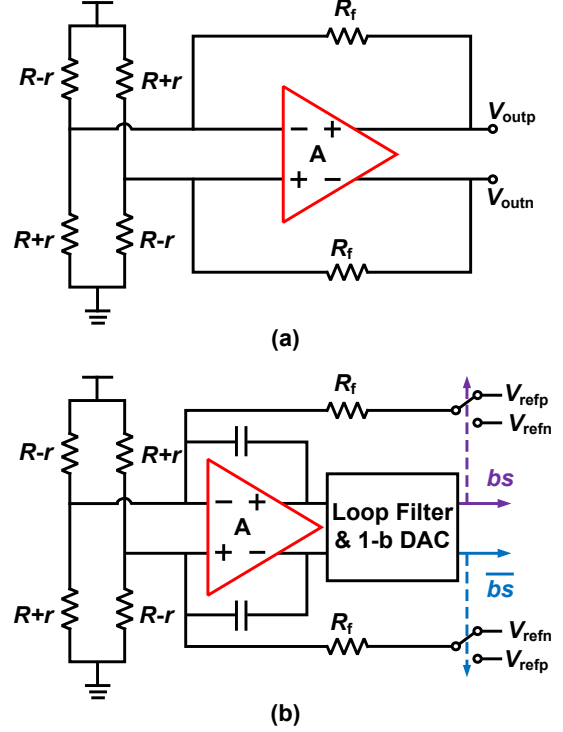 R-r
R+r
Rf
− +
A
+ −
Voutp
Voutn
R+r
R-r
Rf
(a)
Rf
Vrefp
Vrefn
R-r
R+r
bs
− +
A
+ −
Loop Filter
& 1-b DAC
bs
R+r
R-r
Rf
Vrefn
Vrefp
(b)